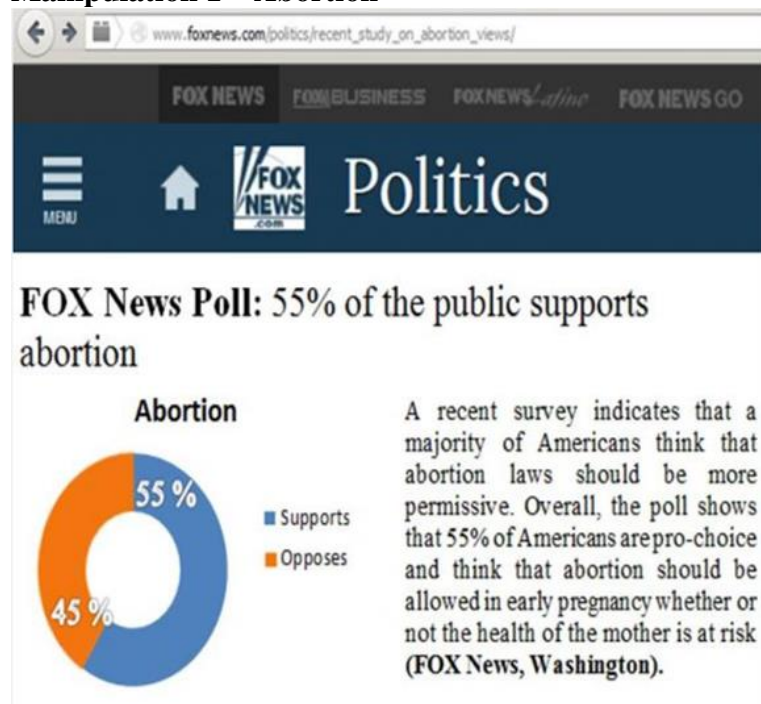 www.foxnews.com/politics/recent_study_on_abortion_views/
FOX NEWS FOX BUSINESS FOX NEWS Latino FOX NEWS GO
MENU
FOX
NEWS
.com
Politics
FOX News Poll: 55% of the public supports
abortion
Abortion
55 %
45 %
Supports
Opposes
A recent survey indicates that a
majority of Americans think that
abortion laws should be more
permissive. Overall, the poll shows
that 55% of Americans are pro-choice
and think that abortion should be
allowed in early pregnancy whether or
not the health of the mother is at risk
(FOX News, Washington).